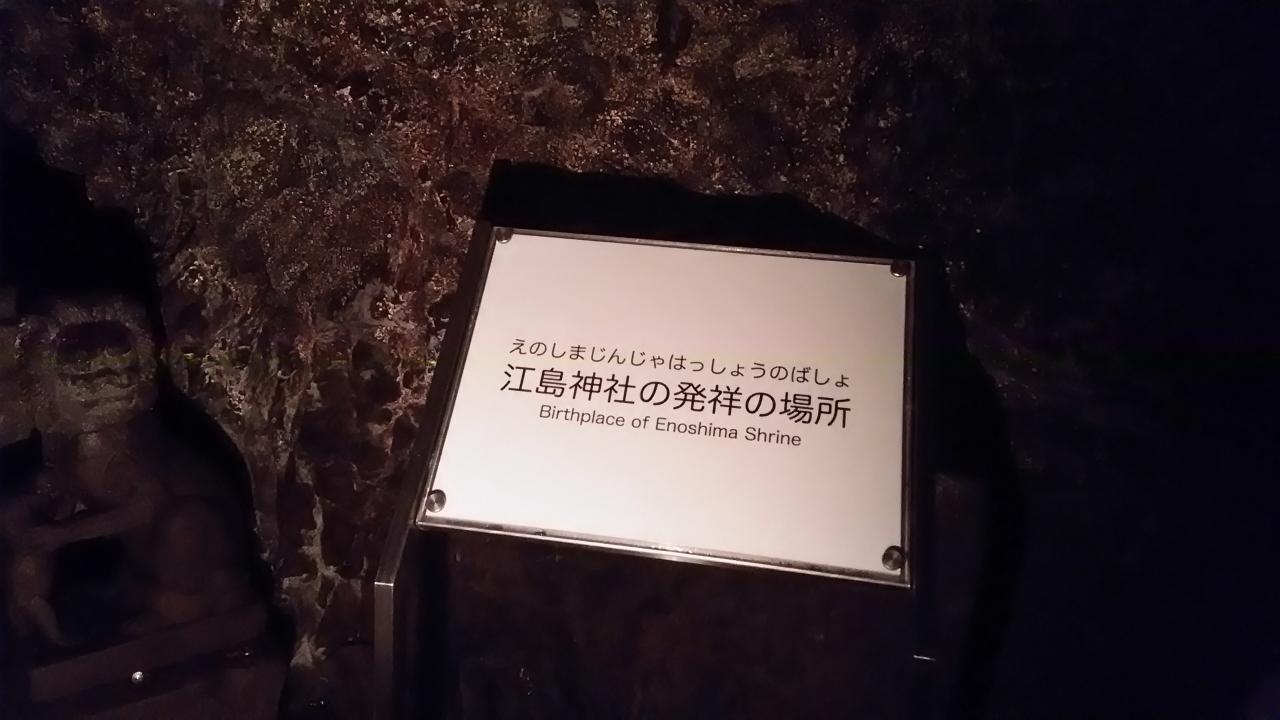 えのしまじんじゃはっしょうのばしょ
江島神社の発祥の場所
Birthplace of Enoshima Shrine